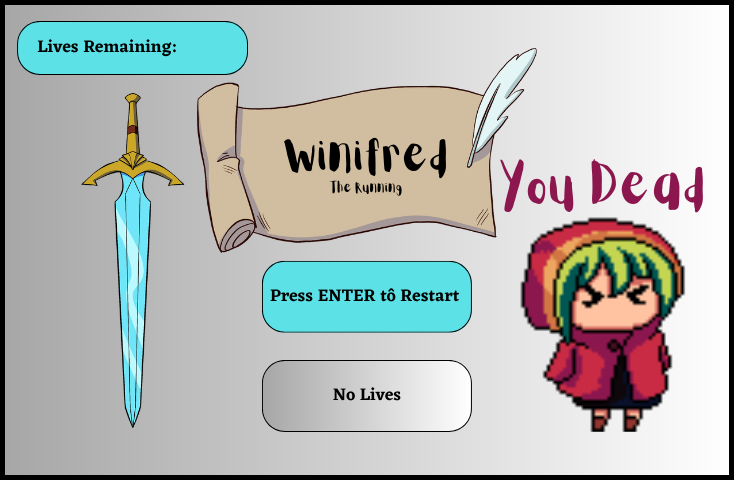 Lives Remaining:
Winifred
The Running
You Dead
Press ENTER tô Restart
No Lives